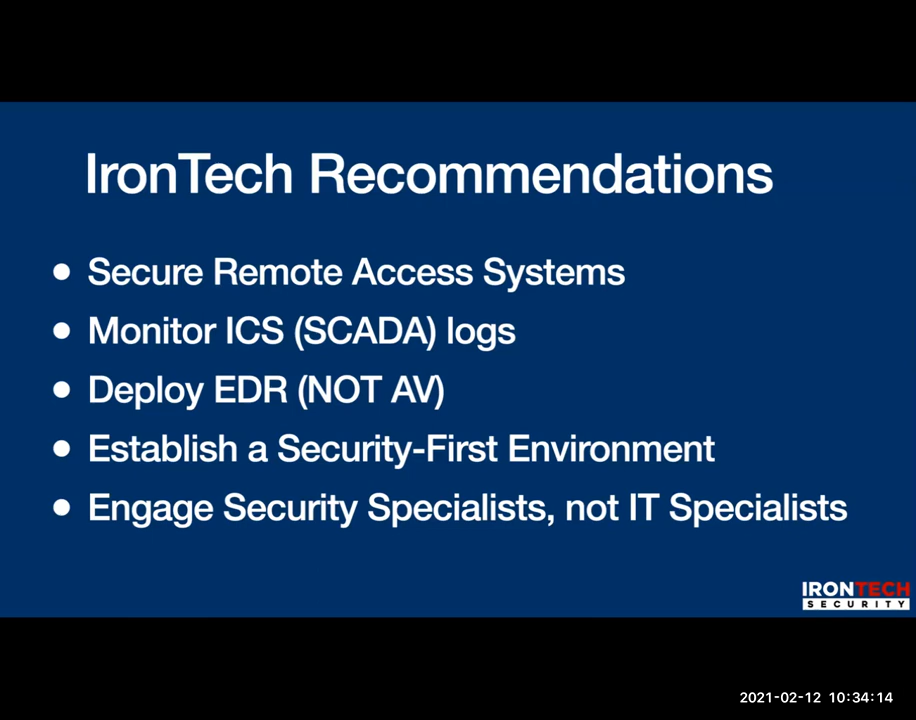 IronTech Recommendations
• Secure Remote Access Systems
• Monitor ICS (SCADA) logs
• Deploy EDR (NOT AV)
• Establish a Security-First Environment
• Engage Security Specialists, not IT Specialists
IRONTECH
SECURITY
2021-02-12 10:34:14